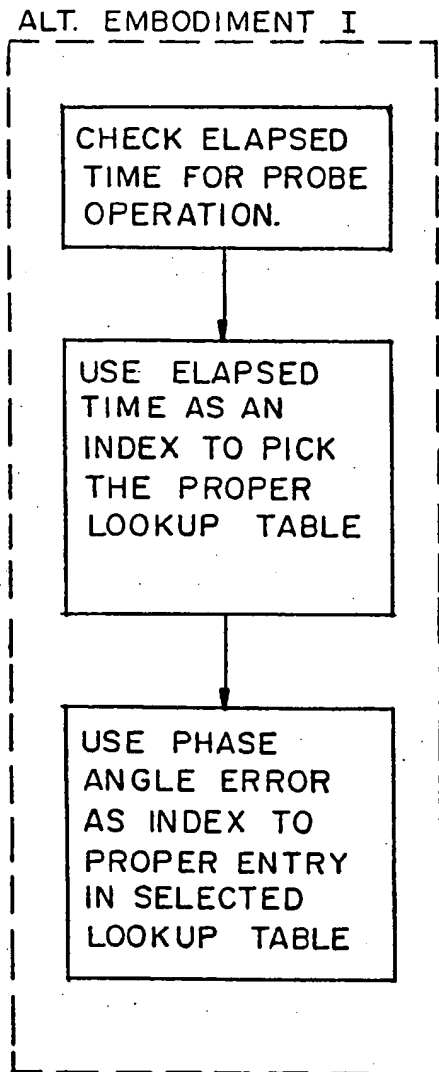 ALT. EMBODIMENT I
CHECK ELAPSED
TIME FOR PROBE
OPERATION.
USE ELAPSED
TIME AS AN
INDEX TO PICK
THE PROPER
LOOKUP TABLE
USE PHASE
ANGLE ERROR
AS INDEX TO
PROPER ENTRY
IN SELECTED
LOOKUP TABLE